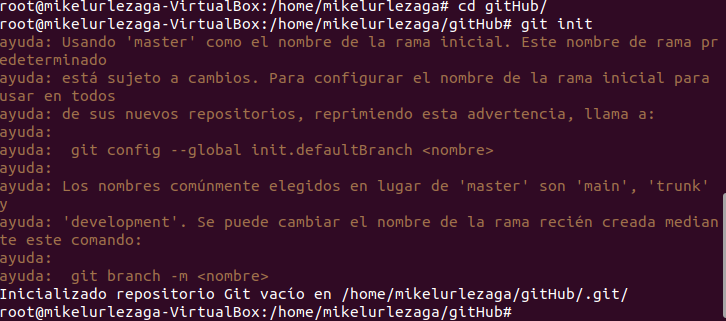 root@mikelurlezaga-VirtualBox:/home/mikelurlezaga# cd gitHub/
root@mikelurlezaga-VirtualBox:/home/mikelurlezaga/gitHub# git init
ayuda: Usando 'master' como el nombre de la rama inicial. Este nombre de rama pr
edeterminado
ayuda: está sujeto a cambios. Para configurar el nombre de la rama inicial para
usar en todos
ayuda: de sus nuevos repositorios, reprimiendo esta advertencia, llama a:
ayuda:
ayuda:  git config --global init.defaultBranch <nombre>
ayuda:
ayuda: Los nombres comúnmente elegidos en lugar de 'master' son 'main', 'trunk'
y
ayuda: 'development'. Se puede cambiar el nombre de la rama recién creada median
te este comando:
ayuda:
ayuda:  git branch -m <nombre>
Inicializado repositorio Git vacío en /home/mikelurlezaga/gitHub/.git/
root@mikelurlezaga-VirtualBox:/home/mikelurlezaga/gitHub#